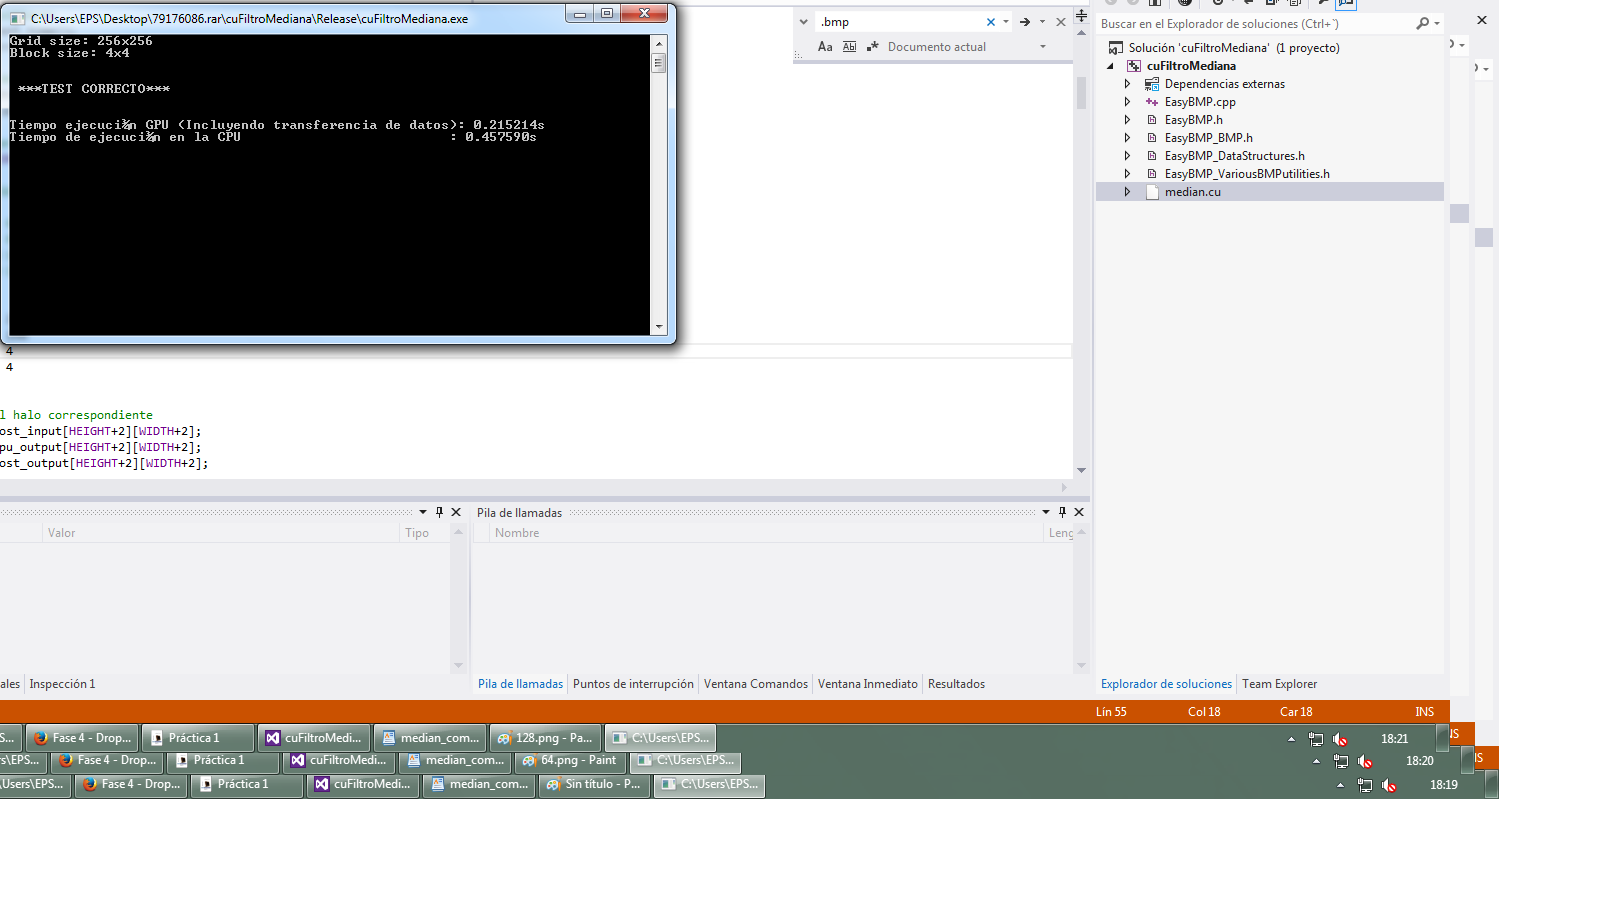 C:\Users\EPS\Desktop\79176086.rar\cuFiltroMediana\Release\cuFiltroMediana.exe
Grid size: 256x256
Block size: 4x4
***TEST CORRECTO***
Tiempo ejecuci¾n GPU (Incluyendo transferencia de datos): 0.215214s
Tiempo de ejecuci¾n en la CPU : 0.457590s
.bmp
Aa Ab Documento actual
4
4
l halo correspondiente
ost_input[HEIGHT+2][WIDTH+2];
pu_output[HEIGHT+2][WIDTH+2];
ost_output[HEIGHT+2][WIDTH+2];
Buscar en el Explorador de soluciones (Ctrl+`)
Solución 'cuFiltroMediana' (1 proyecto)
cuFiltroMediana
Dependencias externas
EasyBMP.cpp
EasyBMP.h
EasyBMP_BMP.h
EasyBMP_DataStructures.h
EasyBMP_VariousBMPutilities.h
median.cu
Valor Tipo
Pila de llamadas
Nombre Leng
ales Inspección 1
Pila de llamadas Puntos de interrupción Ventana Comandos Ventana Inmediato Resultados
Explorador de soluciones Team Explorer
Lín 55 Col 18 Car 18 INS
S... Fase 4 - Drop... Práctica 1 cuFiltroMedi... median_com... 128.png - Pa... C:\Users\EPS... 18:21 NS
rs\EPS... Fase 4 - Drop... Práctica 1 cuFiltroMedi... median_com... 64.png - Paint C:\Users\EPS... 18:20 IS
\Users\EPS... Fase 4 - Drop... Práctica 1 cuFiltroMedi... median_com... Sin título - P... C:\Users\EPS... 18:19